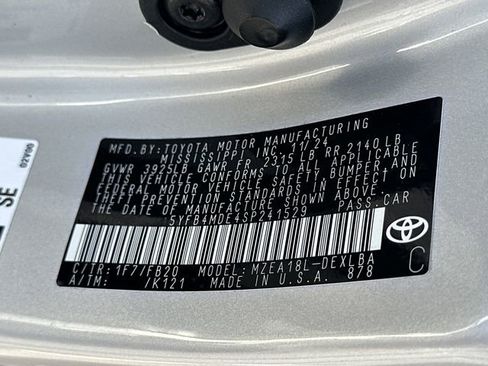 MFD.BY:TOYOTA MOTOR MANUFACTURING
MISSISSIPPI INC. 11/24
GVWR 3925LB GAWR FR 2315 LB RR 2140 LB
THIS VEHICLE CONFORMS TO ALL APPLICABLE
FEDERAL MOTOR VEHICLE SAFETY, BUMPER, AND
THEFT PREVENTION STANDARDS IN EFFECT ON
THE DATE OF MANUFACTURE SHOWN ABOVE.
5YFB4MDE4SP241529 PASS.CAR
C/TR:1F7/FB20 MODEL:MZEA18L-DEXLBA
A/TM: /K121 MADE IN U.S.A. 878
C
02V00
SE